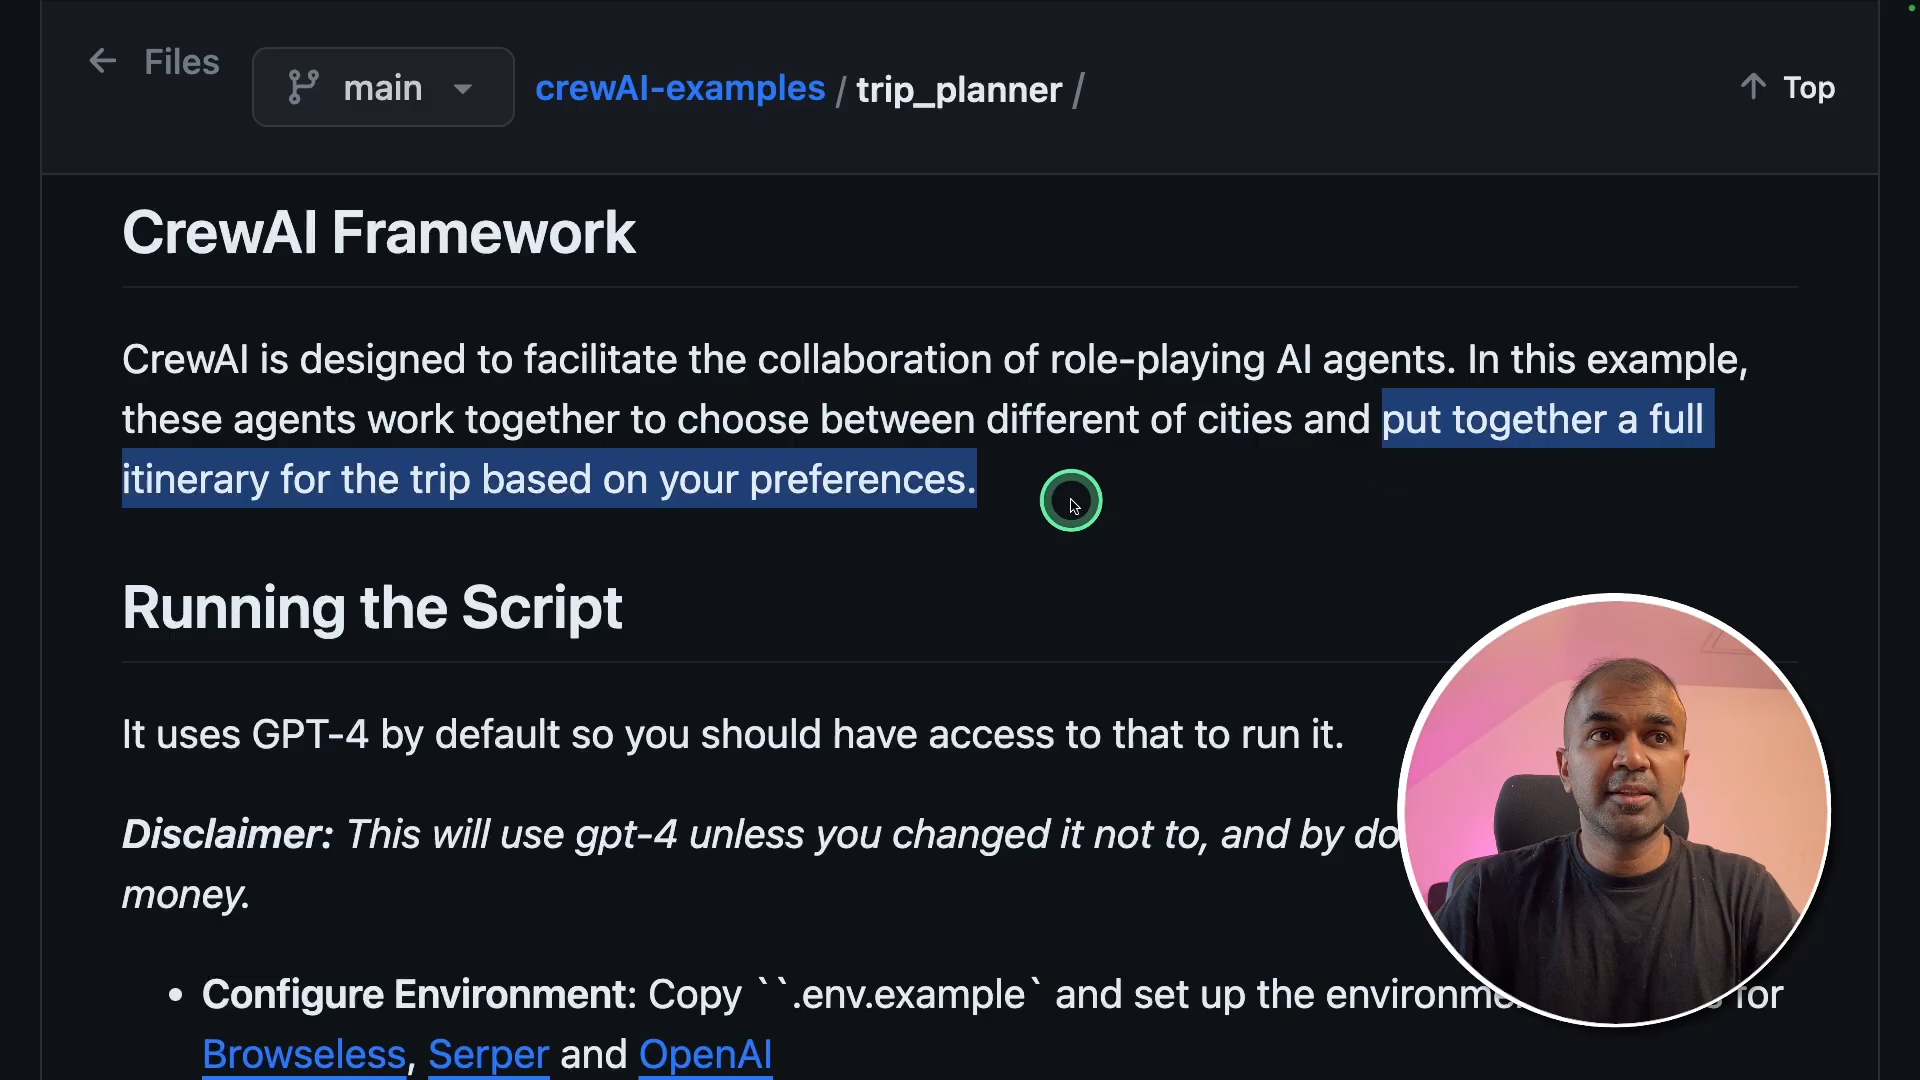 Files
main
crewAI-examples / trip_planner /
Top
CrewAI Framework
CrewAI is designed to facilitate the collaboration of role-playing AI agents. In this example,
these agents work together to choose between different of cities and put together a full
itinerary for the trip based on your preferences.
Running the Script
It uses GPT-4 by default so you should have access to that to run it.
Disclaimer: This will use gpt-4 unless you changed it not to, and by do
money.
• Configure Environment: Copy ``.env.example` and set up the for
Browseless, Serper and OpenAI